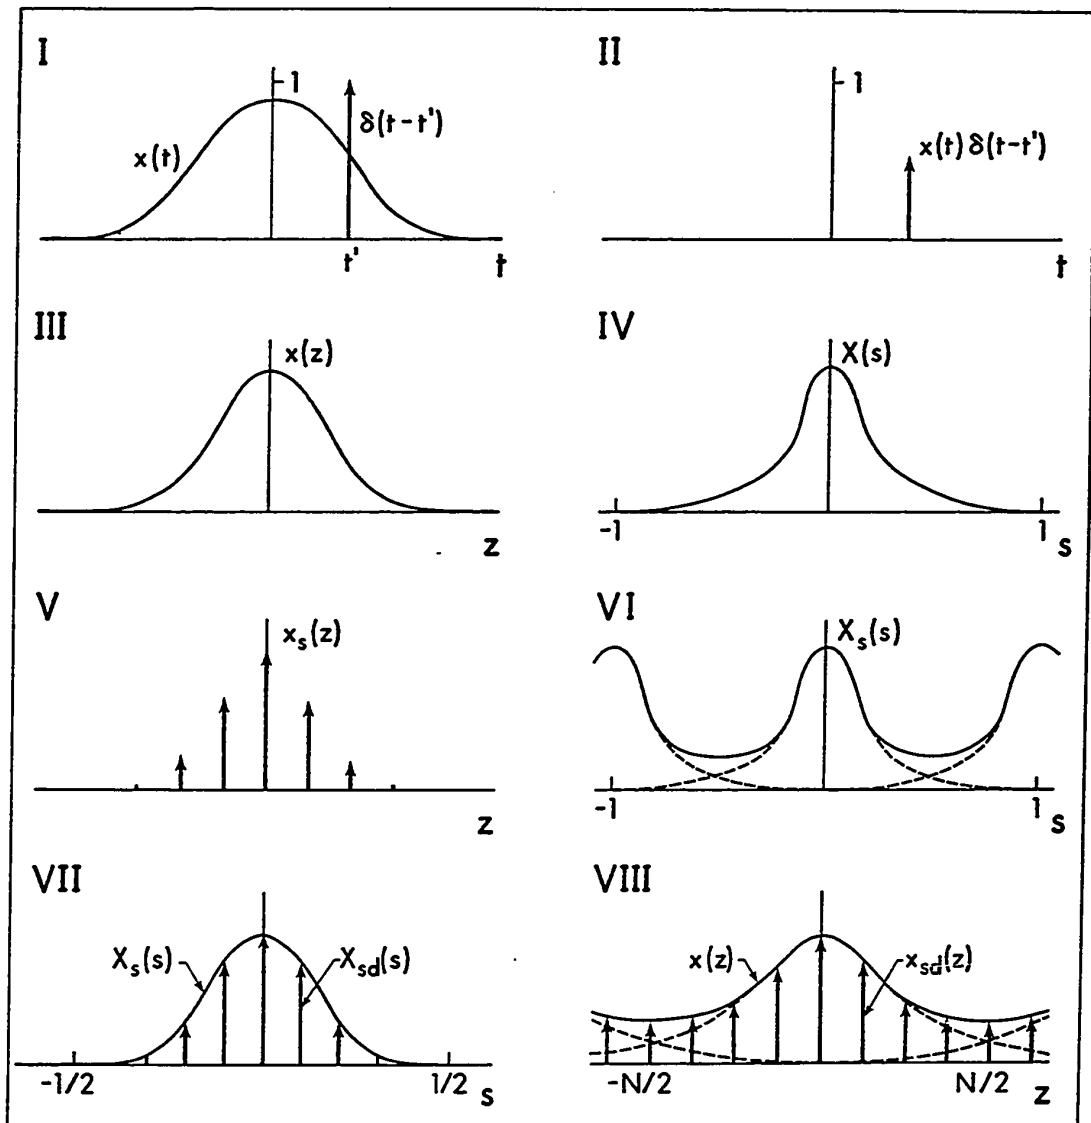 I
1
x(t)
δ(t-t')
t'
t
II
1
x(t) δ(t-t')
t
III
x(z)
z
IV
X(s)
-1
1
s
V
x_s(z)
z
VI
X_s(s)
-1
1
s
VII
X_s(s)
X_sd(s)
-1/2
1/2
s
VIII
x(z)
x_sd(z)
-N/2
N/2
z